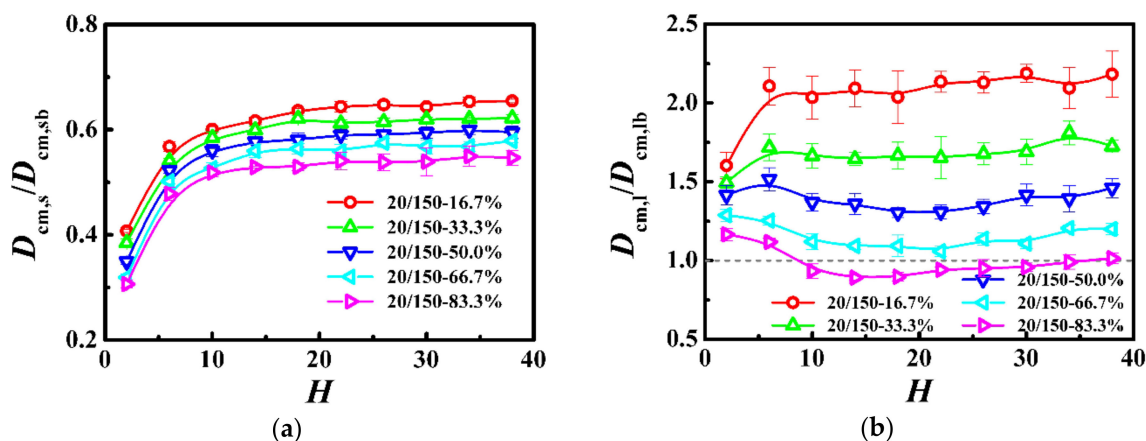 0.8
0.6
0.4
0.2
D_cm,s/D_cm,sb
0 10 20 30 40
H
20/150-16.7%
20/150-33.3%
20/150-50.0%
20/150-66.7%
20/150-83.3%
(a)
2.5
2.0
1.5
1.0
0.5
D_cm,l/D_cm,lb
0 10 20 30 40
H
20/150-16.7%
20/150-33.3%
20/150-50.0%
20/150-66.7%
20/150-83.3%
(b)